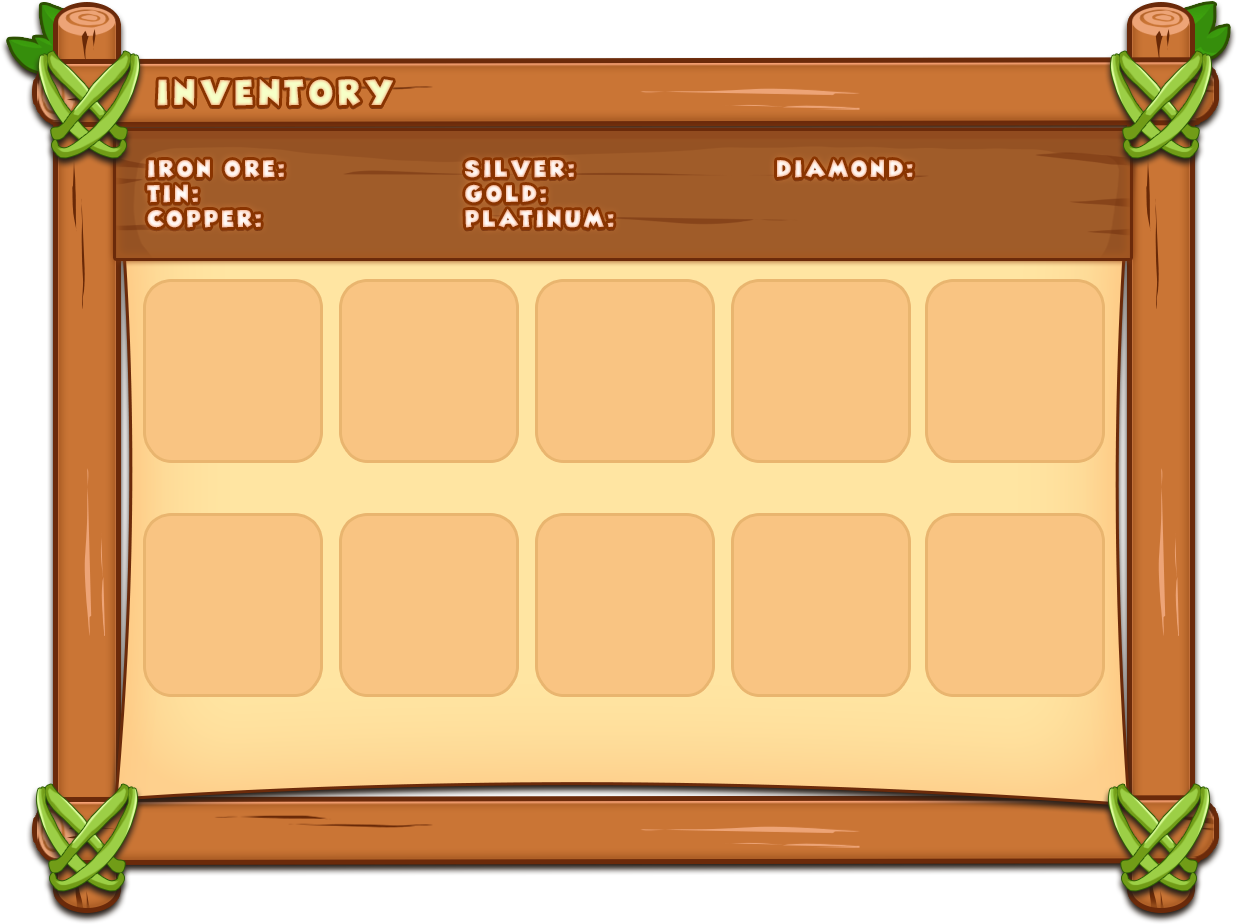 INVENTORY
IRON ORE:
TIN:
COPPER:
SILVER:
GOLD:
PLATINUM:
DIAMOND: